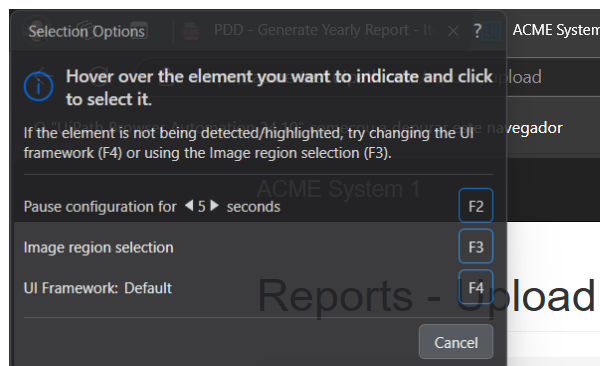 Selection Options
PDD - Generate Yearly Report - It
?
ACME System
Hover over the element you want to indicate and click
to select it.
upload
If the element is not being detected/highlighted, try changing the UI
framework (F4) or using the Image region selection (F3).
navegador
ACME System 1
Pause configuration for 5 seconds
F2
Image region selection
F3
UI Framework: Default
F4
Reports - Upload
Cancel